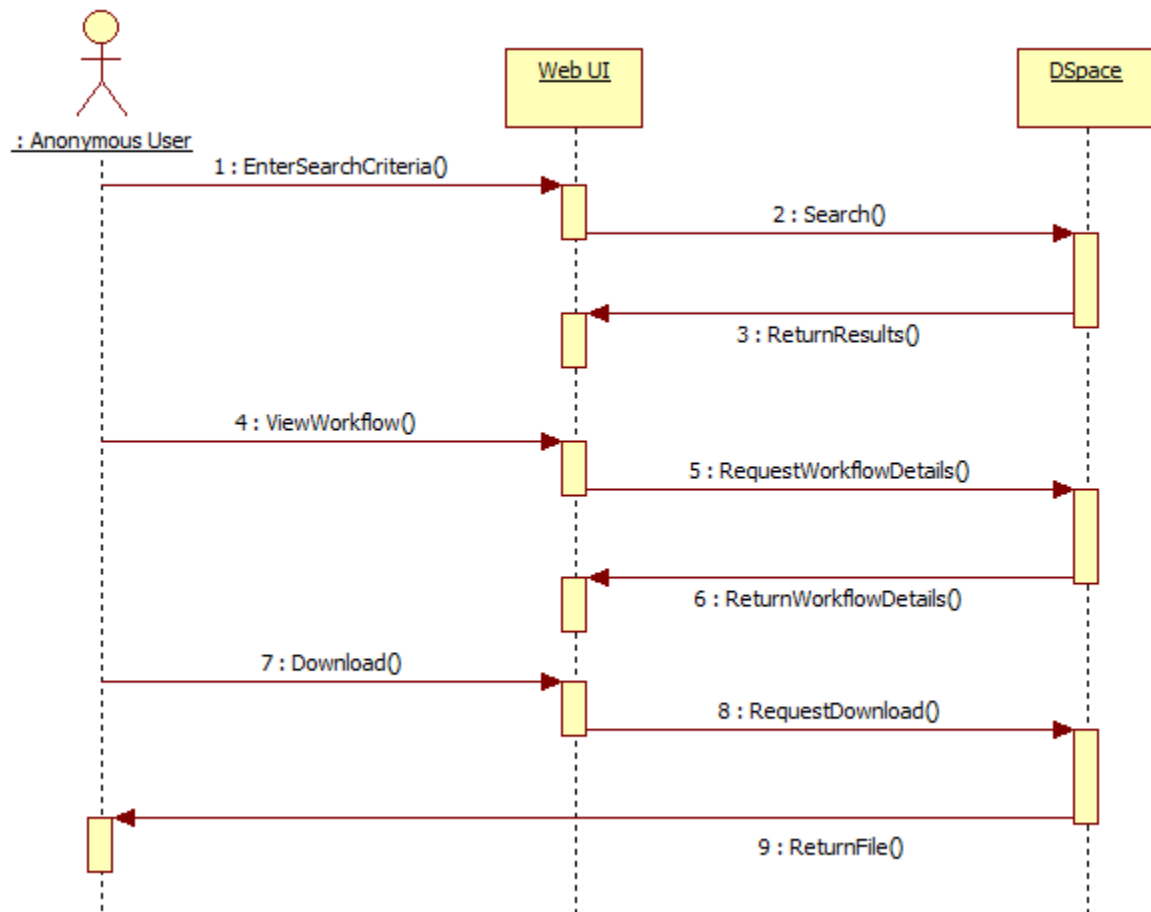 Web UI
DSpace
: Anonymous User
1 : EnterSearchCriteria()
2 : Search()
3 : ReturnResults()
4 : ViewWorkflow()
5 : RequestWorkflowDetails()
6 : ReturnWorkflowDetails()
7 : Download()
8 : RequestDownload()
9 : ReturnFile()